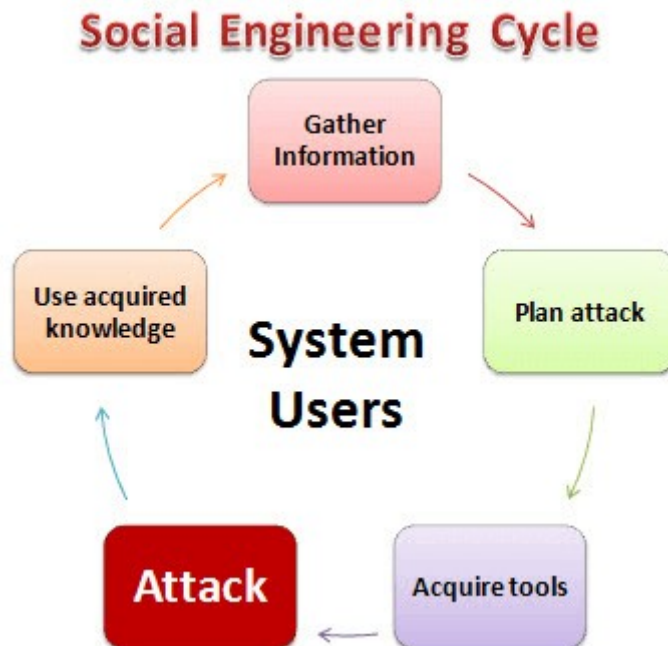 Social Engineering Cycle
Gather
Information
Plan attack
Acquire tools
Attack
Use acquired
knowledge
System
Users